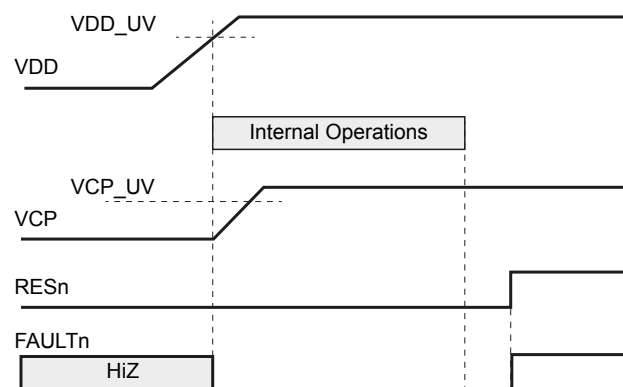 VDD_UV
VDD
Internal Operations
VCP_UV
VCP
RESn
FAULTn
HiZ